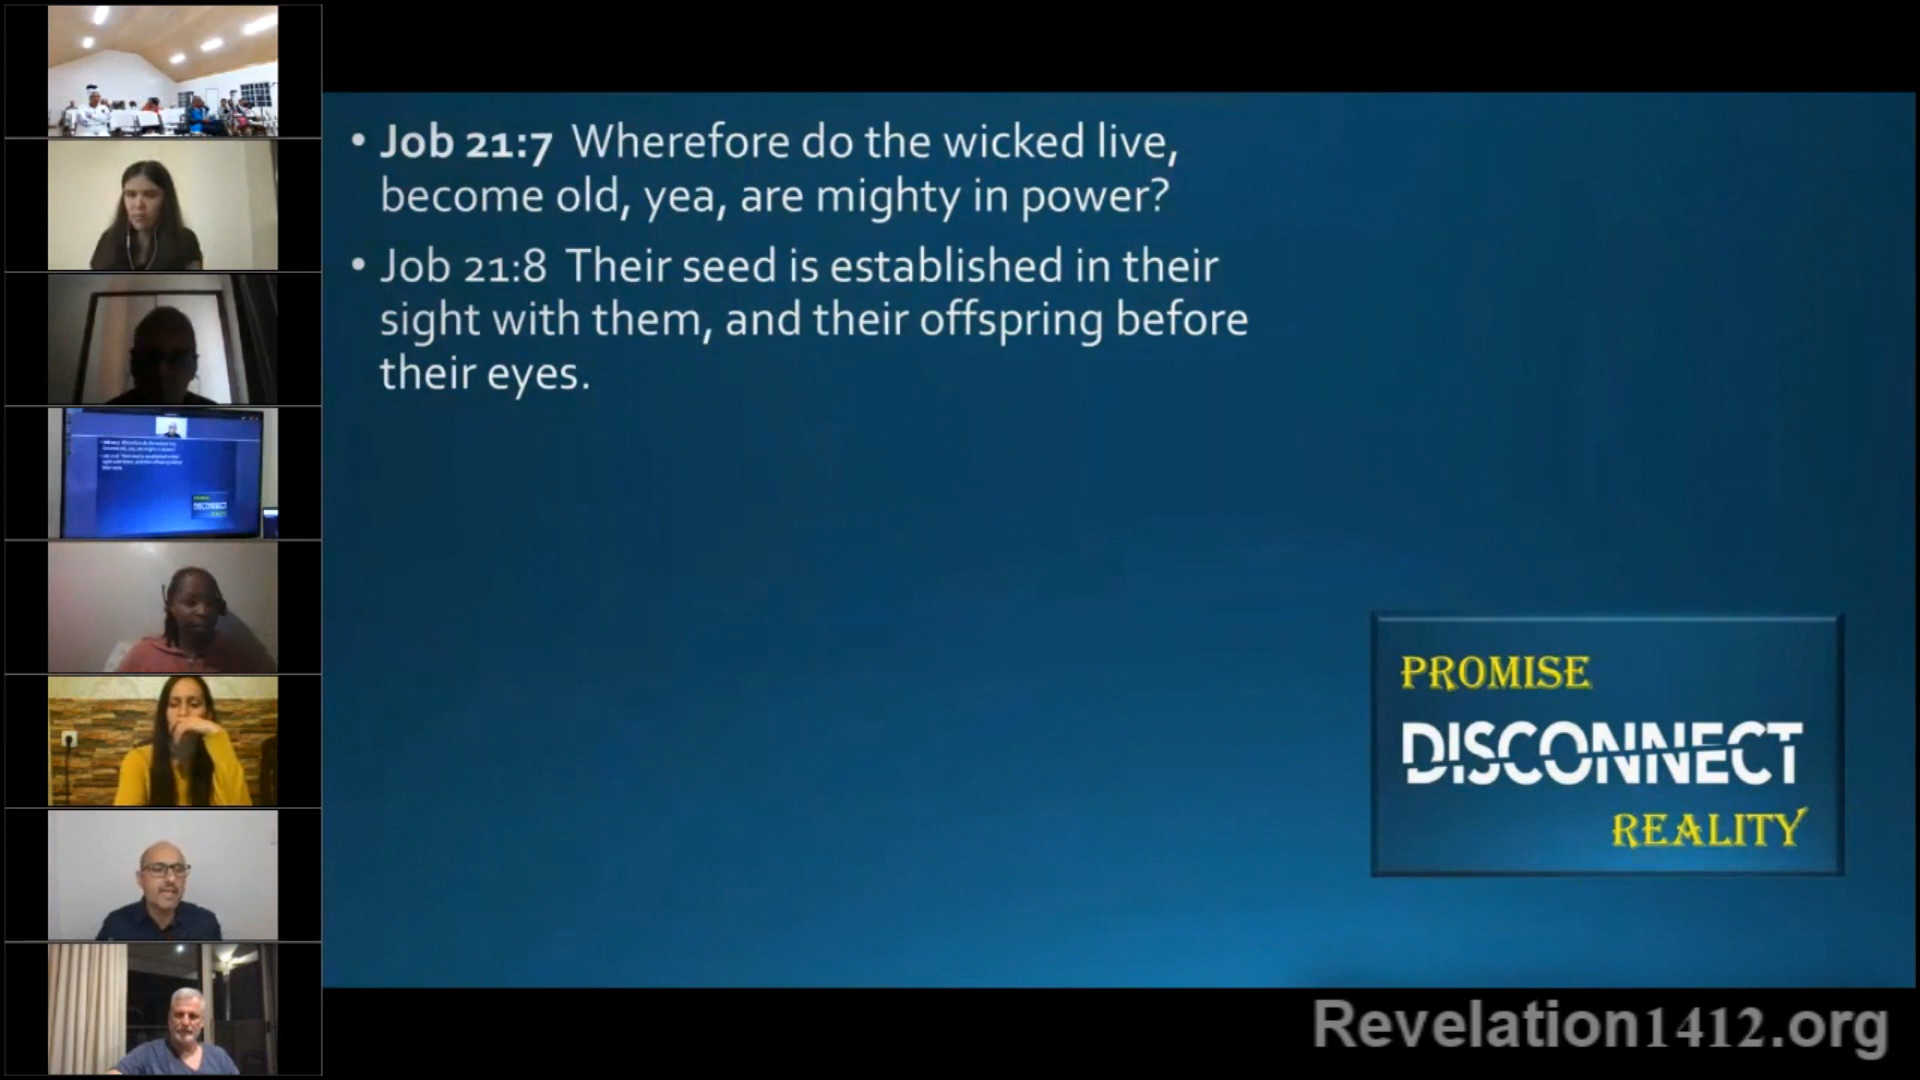 • Job 21:7 Wherefore do the wicked live,
become old, yea, are mighty in power?
• Job 21:8 Their seed is established in their
sight with them, and their offspring before
their eyes.
PROMISE
DISCONNECT
REALITY
Revelation1412.org